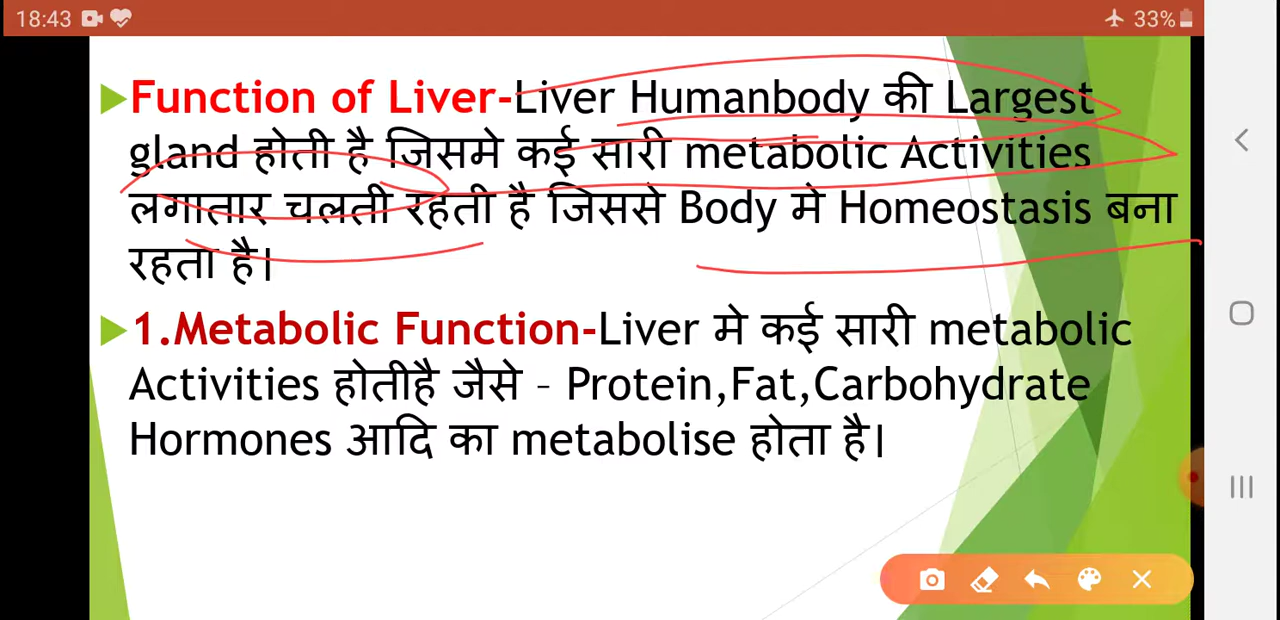 18:43 33%
Function of Liver-Liver Humanbody की Largest
gland होती है जिसमे कई सारी metabolic Activities
लगातार चलती रहती है जिससे Body मे Homeostasis बना
रहता है।
1.Metabolic Function-Liver मे कई सारी metabolic
Activities होतीहै जैसे – Protein,Fat,Carbohydrate
Hormones आदि का metabolise होता है।